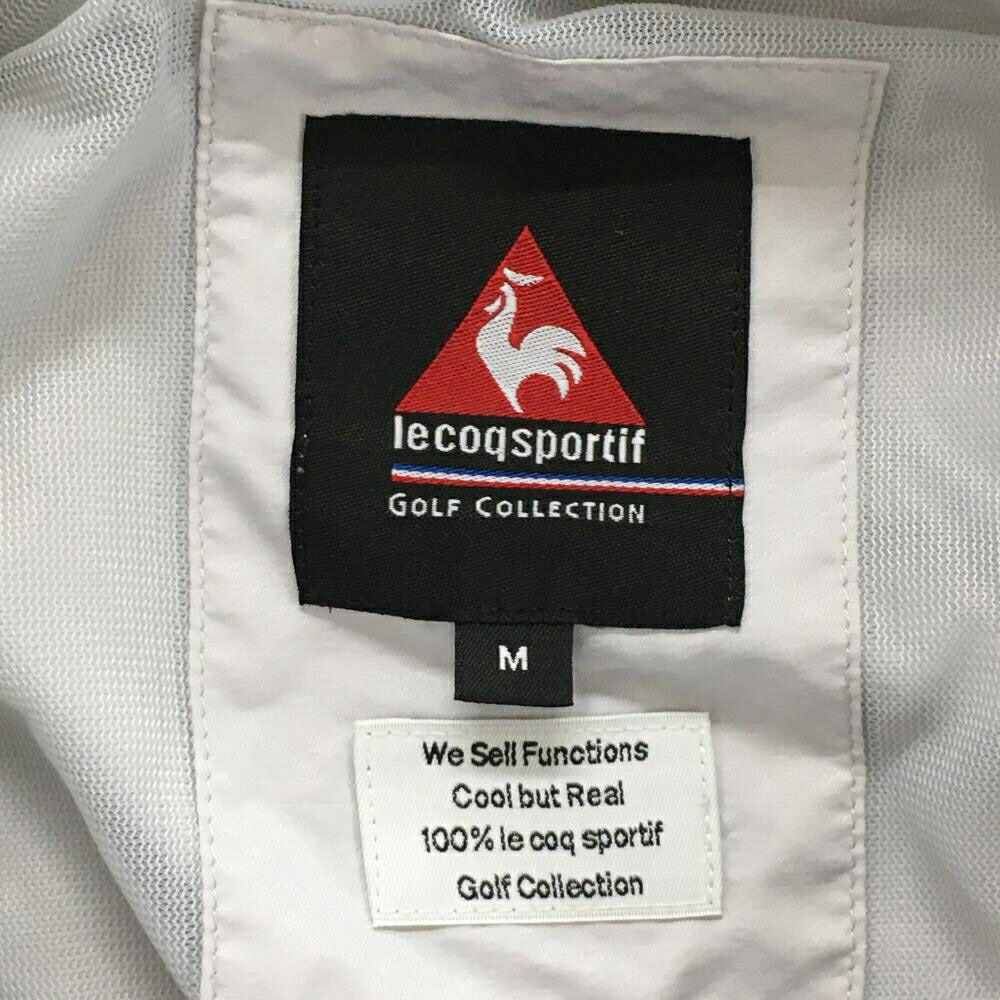 lecoqsportif
GOLF COLLECTION
M
We Sell Functions
Cool but Real
100% le coq sportif
Golf Collection